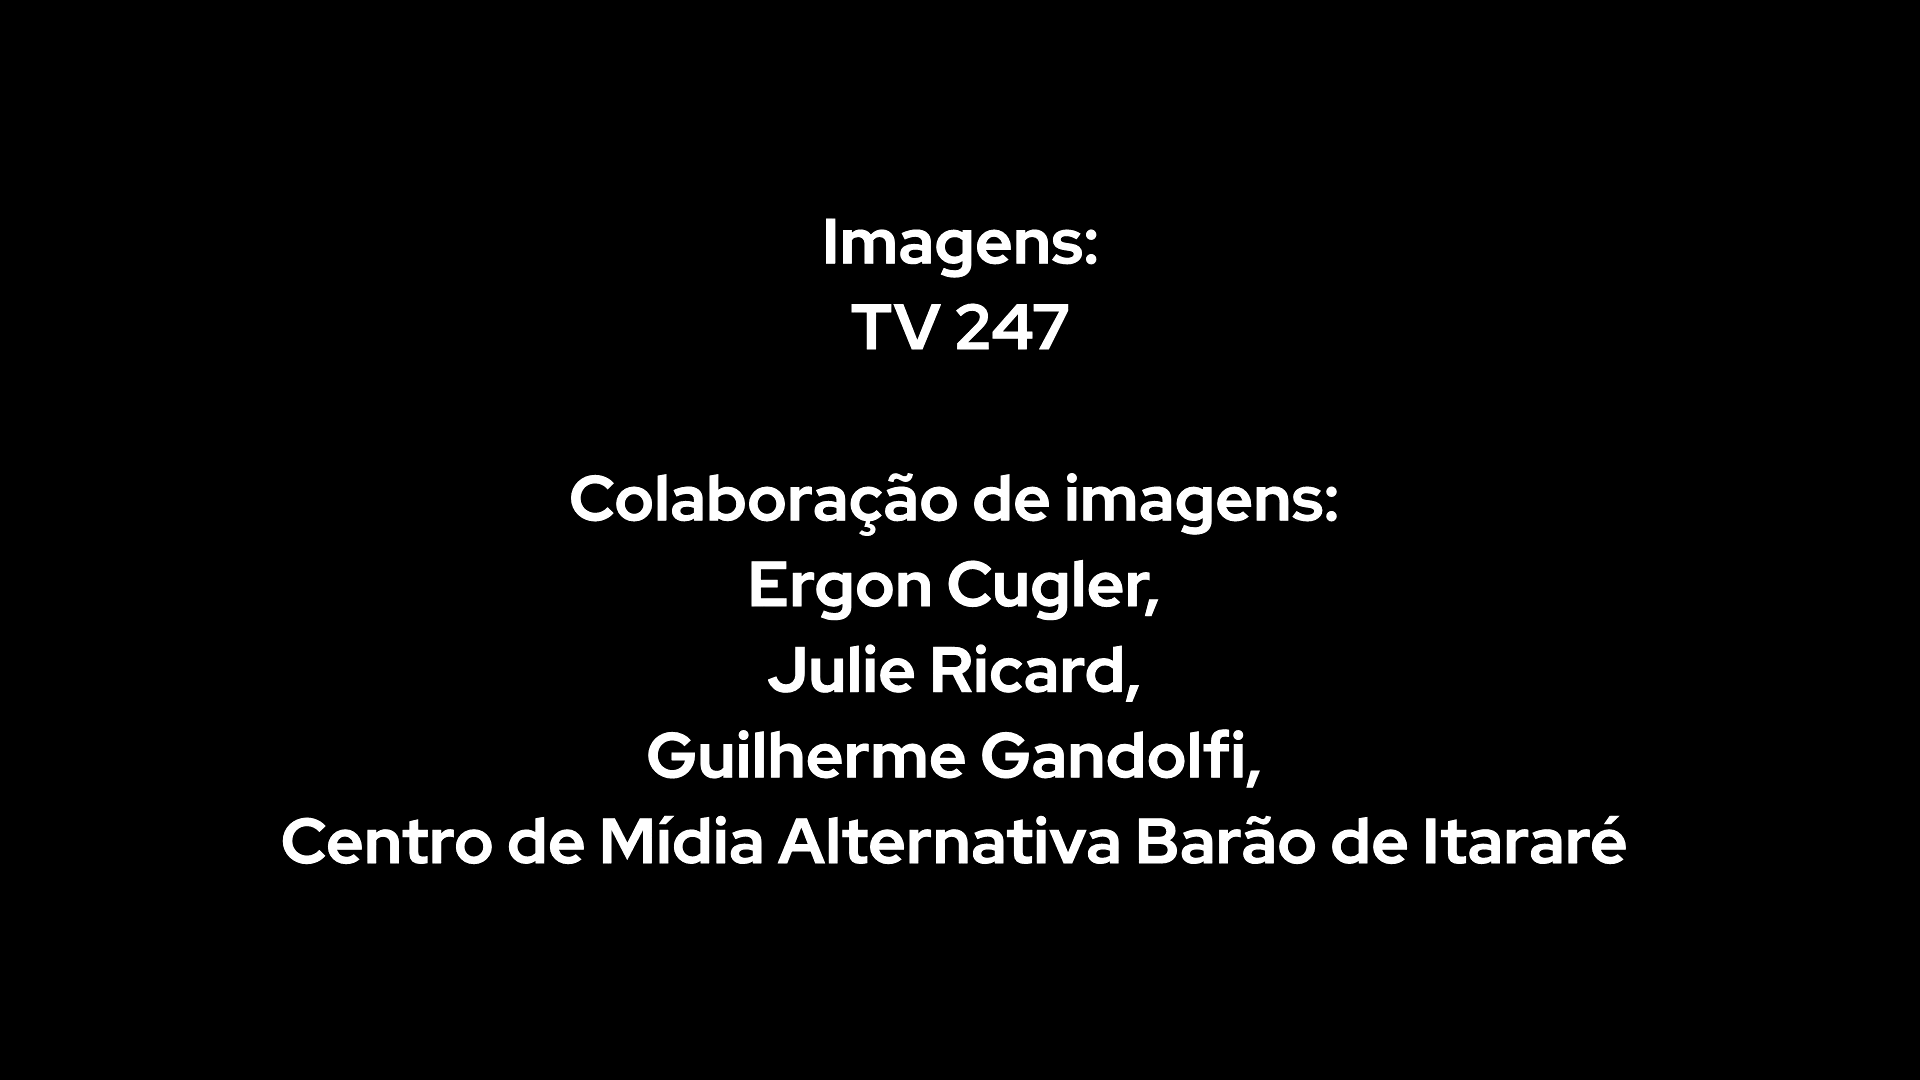 Imagens:
TV 247
Colaboração de imagens:
Ergon Cugler,
Julie Ricard,
Guilherme Gandolfi,
Centro de Mídia Alternativa Barão de Itararé